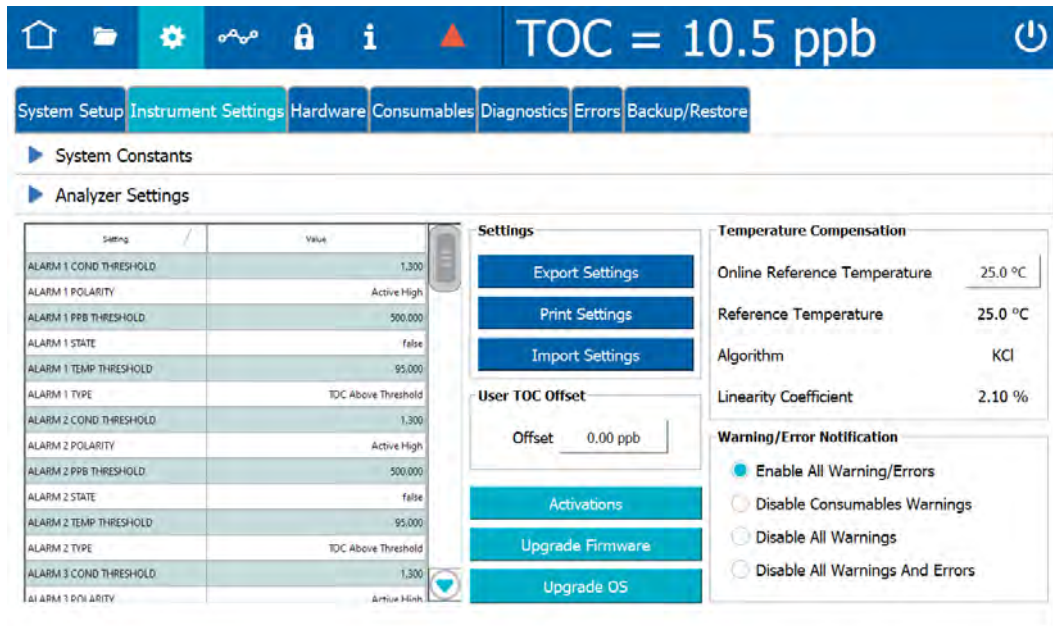 TOC = 10.5 ppb
System Setup Instrument Settings Hardware Consumables Diagnostics Errors Backup/Restore
System Constants
Analyzer Settings
Setting / Value
ALARM 1 COND THRESHOLD 1,300
ALARM 1 POLARITY Active High
ALARM 1 PPB THRESHOLD 500.000
ALARM 1 STATE false
ALARM 1 TEMP THRESHOLD 95.000
ALARM 1 TYPE TOC Above Threshold
ALARM 2 COND THRESHOLD 1,300
ALARM 2 POLARITY Active High
ALARM 2 PPB THRESHOLD 500.000
ALARM 2 STATE false
ALARM 2 TEMP THRESHOLD 95.000
ALARM 2 TYPE TOC Above Threshold
ALARM 3 COND THRESHOLD 1,300
ALARM 3 POLARITY Active High
Settings
Export Settings
Print Settings
Import Settings
User TOC Offset
Offset 0.00 ppb
Activations
Upgrade Firmware
Upgrade OS
Temperature Compensation
Online Reference Temperature 25.0 °C
Reference Temperature 25.0 °C
Algorithm KCl
Linearity Coefficient 2.10 %
Warning/Error Notification
Enable All Warning/Errors
Disable Consumables Warnings
Disable All Warnings
Disable All Warnings And Errors